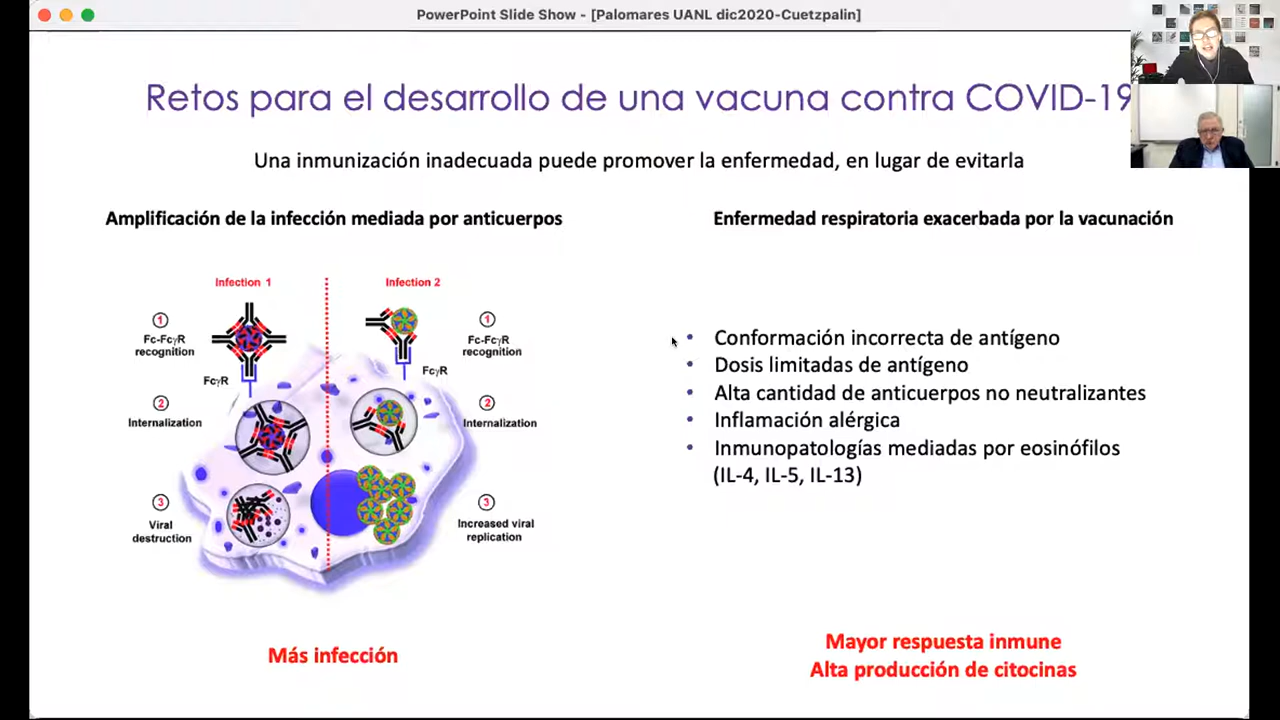 PowerPoint Slide Show - [Palomares UANL dic2020-Cuetzpalin]
Retos para el desarrollo de una vacuna contra COVID-19
Una inmunización inadecuada puede promover la enfermedad, en lugar de evitarla
Amplificación de la infección mediada por anticuerpos
Infection 1
Infection 2
1
Fc-FcγR
recognition
FcγR
2
Internalization
3
Viral
destruction
1
Fc-FcγR
recognition
FcγR
2
Internalization
3
Increased viral
replication
Más infección
Enfermedad respiratoria exacerbada por la vacunación
• Conformación incorrecta de antígeno
• Dosis limitadas de antígeno
• Alta cantidad de anticuerpos no neutralizantes
• Inflamación alérgica
• Inmunopatologías mediadas por eosinófilos
(IL-4, IL-5, IL-13)
Mayor respuesta inmune
Alta producción de citocinas